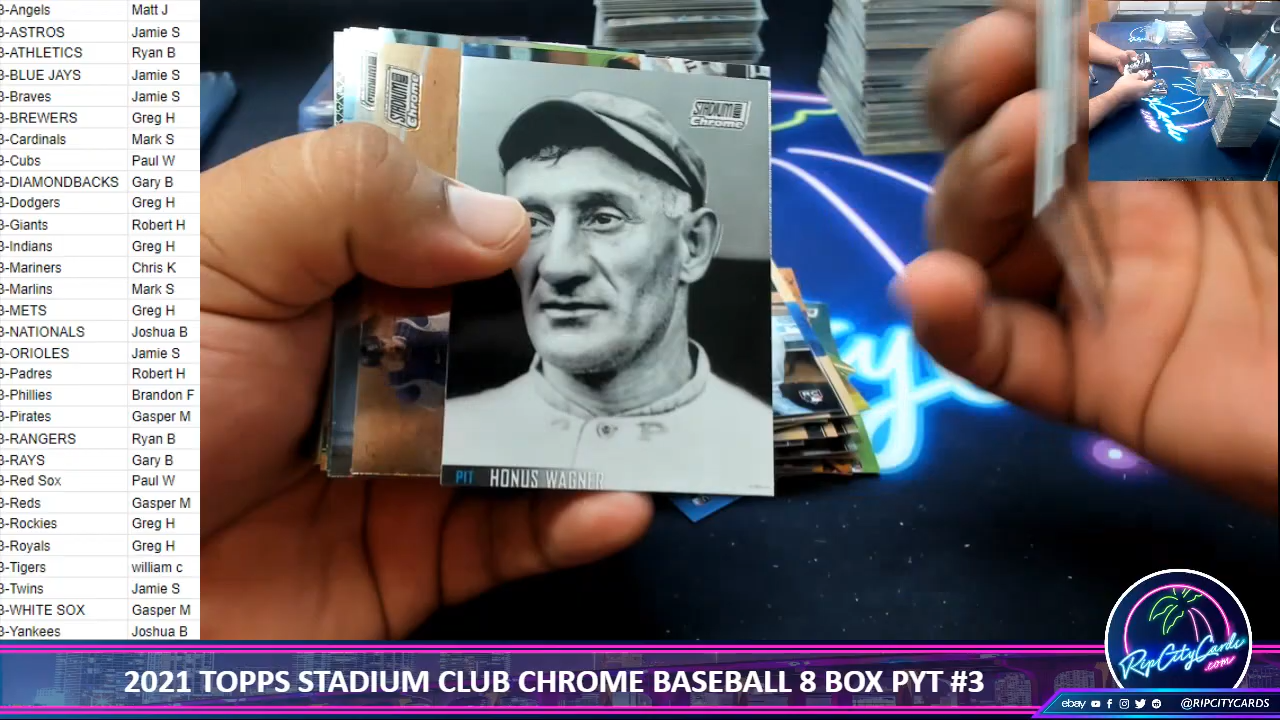 3-Angels Matt J
3-ASTROS Jamie S
3-ATHLETICS Ryan B
3-BLUE JAYS Jamie S
3-Braves Jamie S
3-BREWERS Greg H
3-Cardinals Mark S
3-Cubs Paul W
3-DIAMONDBACKS Gary B
3-Dodgers Greg H
3-Giants Robert H
3-Indians Greg H
3-Mariners Chris K
3-Marlins Mark S
3-METS Greg H
3-NATIONALS Joshua B
3-ORIOLES Jamie S
3-Padres Robert H
3-Phillies Brandon F
3-Pirates Gasper M
3-RANGERS Ryan B
3-RAYS Gary B
3-Red Sox Paul W
3-Reds Gasper M
3-Rockies Greg H
3-Royals Greg H
3-Tigers william c
3-Twins Jamie S
3-WHITE SOX Gasper M
3-Yankees Joshua B
STADIUM CLUB
Chrome
STADIUM
Chrome
P
PIT HONUS WAGNER
RipCityCards
.com
2021 TOPPS STADIUM CLUB CHROME BASEBALL 8 BOX PYT #3
ebay @RIPCITYCARDS